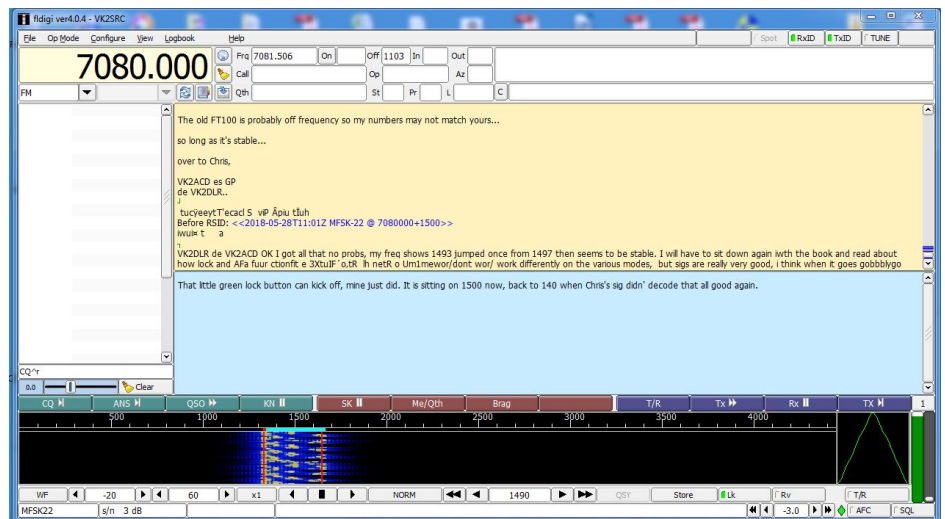 fldigi ver4.0.4 - VK2SRC
File Op Mode Configure View Logbook Help Spot RxID TxID TUNE
7080.000 Frq 7081.506 On Off 1103 In Out
Call Op Az
FM Qth St Pr L C
The old FT100 is probably off frequency so my numbers may not match yours...
so long as it's stable...
over to Chris,
VK2ACD es GP
de VK2DLR..
Before RSID: <<2018-05-28T11:01Z MFSK-22 @ 7080000+1500>>
VK2DLR de VK2ACD OK I got all that no probs, my freq shows 1493 jumped once from 1497 then seems to be stable. I will have to sit down again iwth the book and read about
how lock and AFa fuur ctionfit e lh netR o Um1mewor/dont wor/ work differently on the various modes, but sigs are really very good, i think when it goes gobbblygo
That little green lock button can kick off, mine just did. It is sitting on 1500 now, back to 140 when Chris's sig didn' decode that all good again.
CQ^r
0.0 Clear
CQ ANS QSO KN SK Me/Qth Brag T/R Tx Rx TX 1
500 1000 1500 2000 2500 3000 3500 4000
WF -20 60 x1 NORM 1490 QSY Store Lk Rv T/R
MFSK22 s/n 3 dB -3.0 AFC SQL